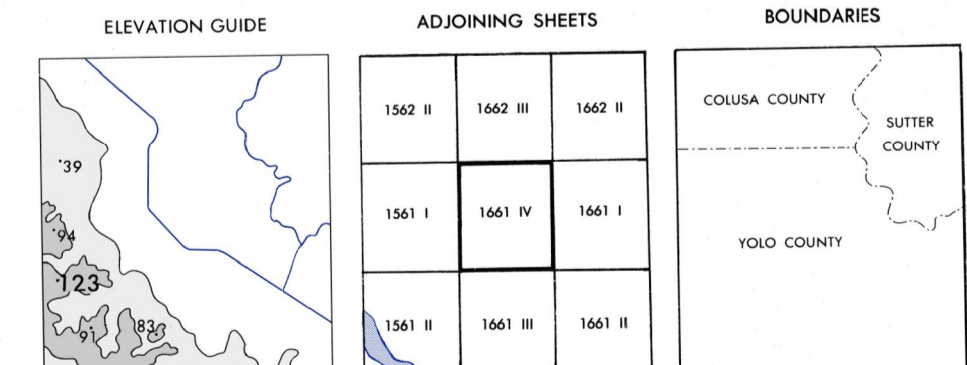 ELEVATION GUIDE
39
94
123
91
83
ADJOINING SHEETS
1562 II 1662 III 1662 II
1561 I 1661 IV 1661 I
1561 II 1661 III 1661 II
BOUNDARIES
COLUSA COUNTY
SUTTER
COUNTY
YOLO COUNTY